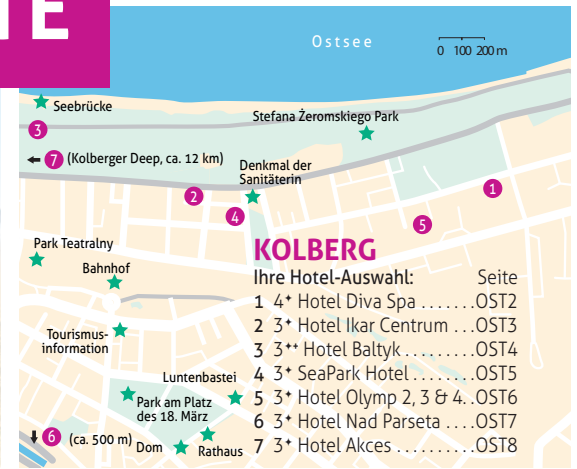 TE
Ostsee
0 100 200 m
Seebrücke
3
Stefana Żeromskiego Park
7 (Kolberger Deep, ca. 12 km)
Denkmal der
Sanitäterin
2
1
4
5
Park Teatralny
Bahnhof
Tourismus-
information
Luntenbastei
Park am Platz
des 18. März
6 (ca. 500 m)
Dom
Rathaus
KOLBERG
Ihre Hotel-Auswahl: Seite
1 4+ Hotel Diva Spa .......OST2
2 3+ Hotel Ikar Centrum ...OST3
3 3++ Hotel Baltyk .........OST4
4 3+ SeaPark Hotel ........OST5
5 3+ Hotel Olymp 2, 3 & 4..OST6
6 3+ Hotel Nad Parseta ....OST7
7 3+ Hotel Akces ..........OST8